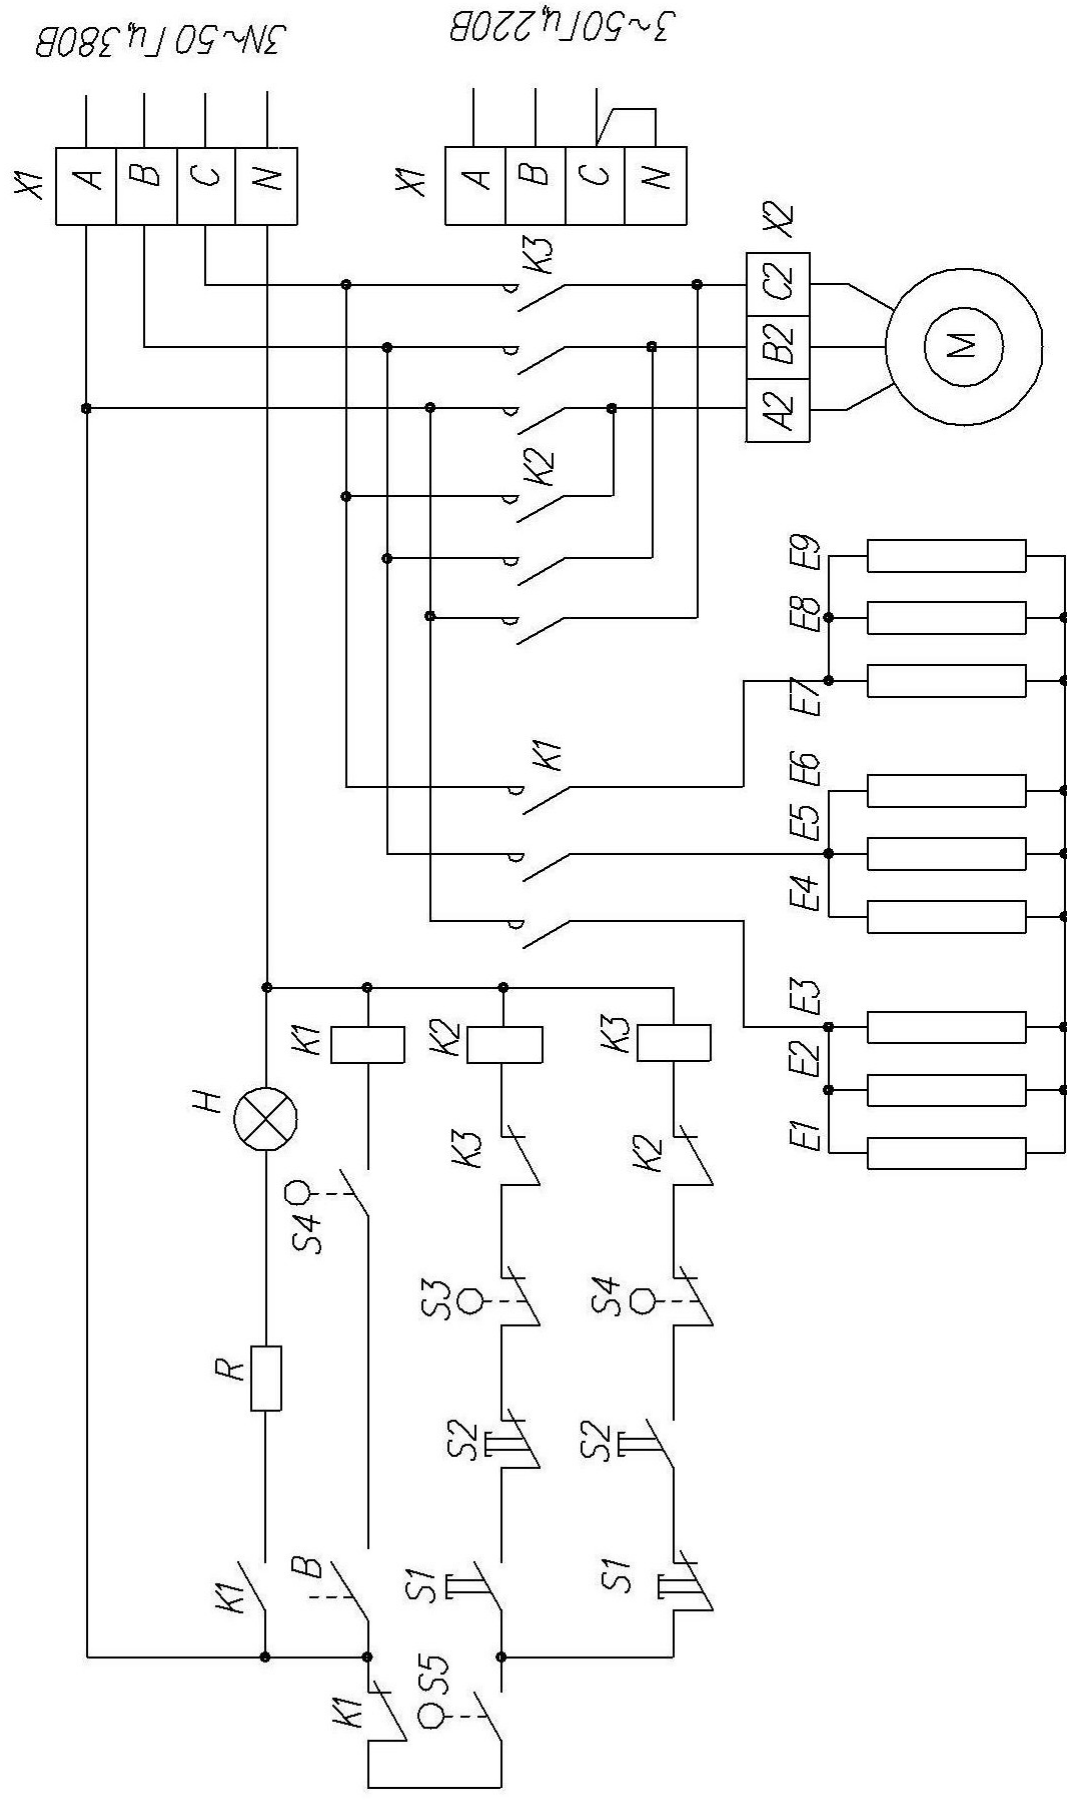 X1
3N~50 Гц,380В
A
B
C
N
H
R
K1
B
S4
K1
K1
S5
S1
S2
S3
K3
K2
S1
S2
S4
K2
K3
X1
3~50Гц,220В
A
B
C
N
K1
K2
K3
X2
A2 B2 C2
M
E1 E2 E3 E4 E5 E6 E7 E8 E9